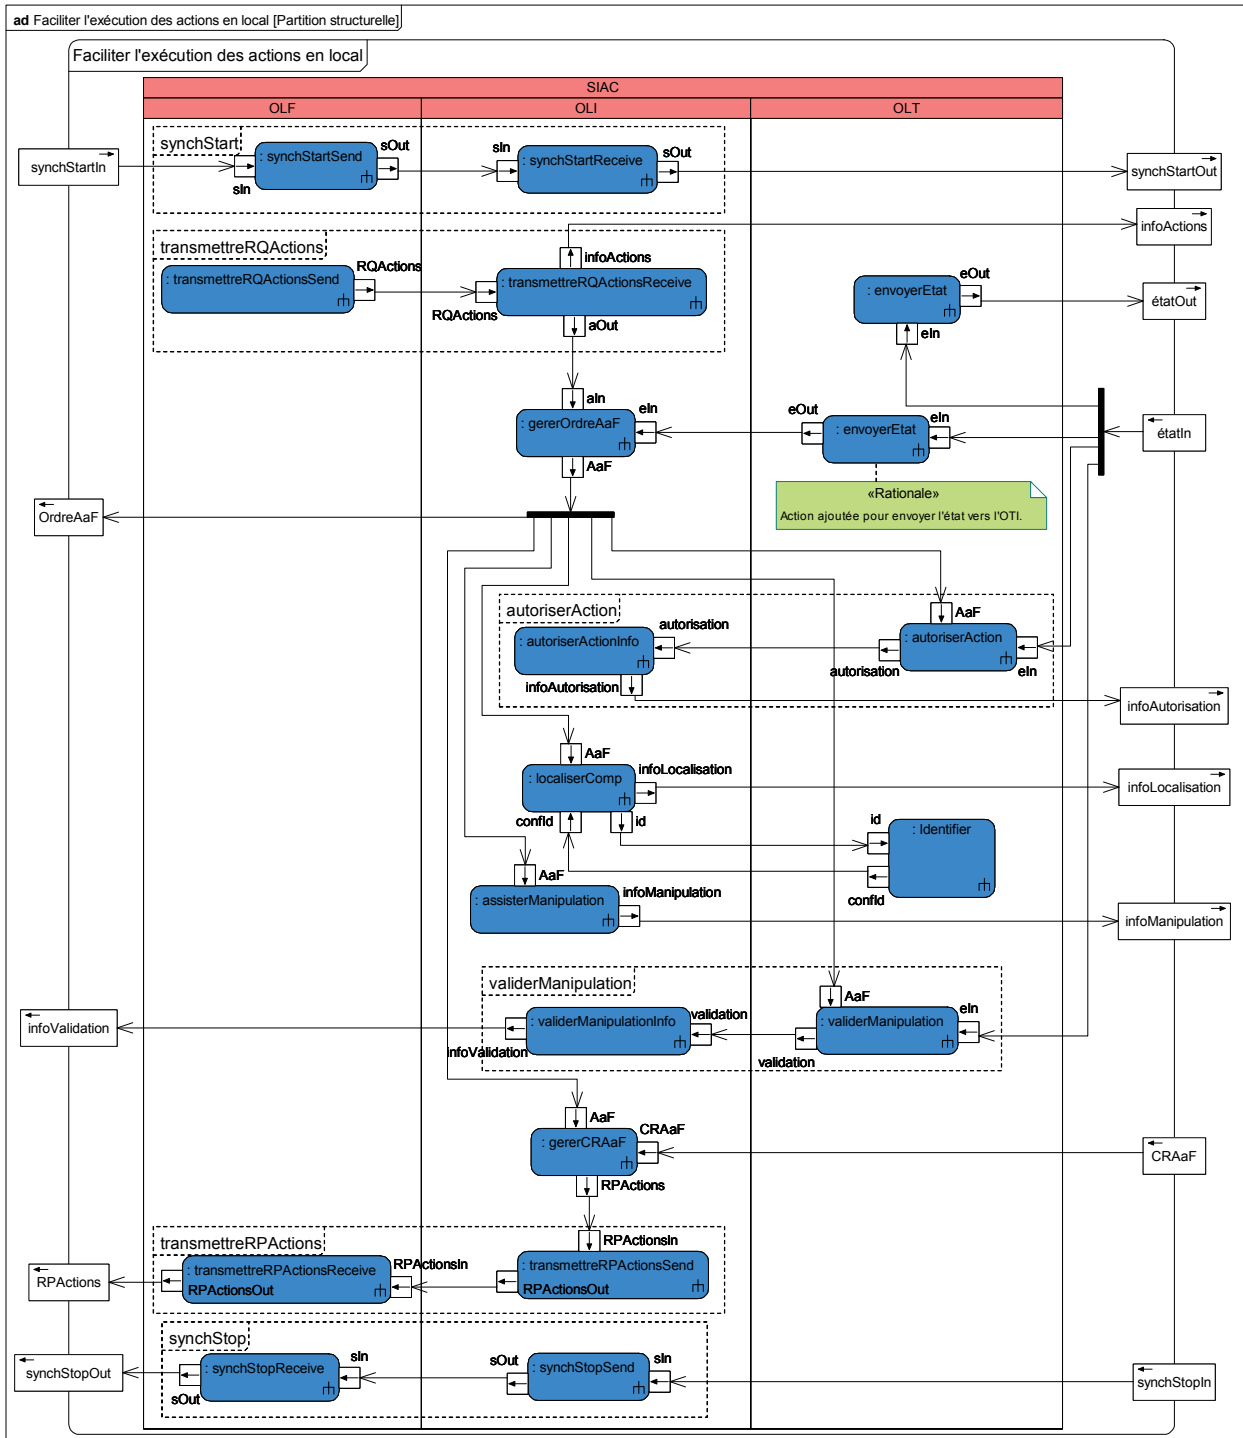 ad Faciliter l'exécution des actions en local [Partition structurelle]
Faciliter l'exécution des actions en local
SIAC
OLF OLI OLT
synchStart
synchStartIn
sIn
: synchStartSend
sOut
sIn
: synchStartReceive
sOut
synchStartOut
infoActions
transmettreRQActions
: transmettreRQActionsSend
RQActions
RQActions
infoActions
: transmettreRQActionsReceive
aOut
: envoyerEtat
eOut
eIn
étatOut
aIn
: gererOrdreAaF
eIn
AaF
eOut
: envoyerEtat
eIn
étatIn
«Rationale»
Action ajoutée pour envoyer l'état vers l'OTI.
OrdreAaF
autoriserAction
: autoriserActionInfo
autorisation
infoAutorisation
AaF
: autoriserAction
autorisation
eIn
infoAutorisation
AaF
: localiserComp
infoLocalisation
confId
id
infoLocalisation
id
: Identifier
confId
AaF
: assisterManipulation
infoManipulation
infoManipulation
validerManipulation
infoValidation
infoValidation
: validerManipulationInfo
validation
AaF
: validerManipulation
validation
eIn
AaF
: gererCRAaF
CRAaF
RPActions
CRAaF
transmettreRPActions
RPActions
: transmettreRPActionsReceive
RPActionsOut
RPActionsIn
RPActionsIn
: transmettreRPActionsSend
RPActionsOut
synchStop
synchStopOut
: synchStopReceive
sOut
sIn
sOut
: synchStopSend
sIn
synchStopIn